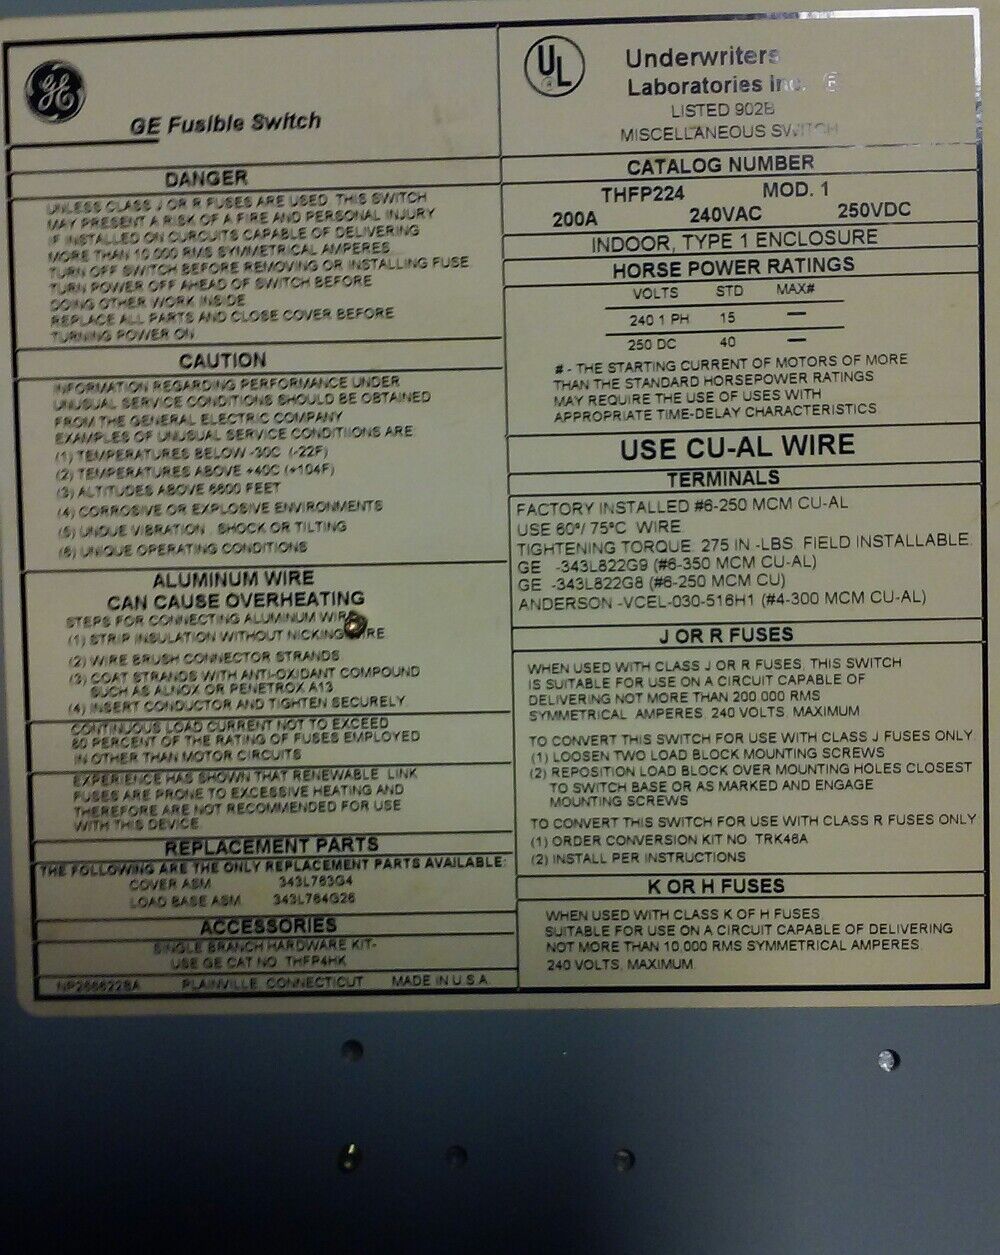 GE
GE Fusible Switch
DANGER
UNLESS CLASS J OR R FUSES ARE USED, THIS SWITCH
MAY PRESENT A RISK OF A FIRE AND PERSONAL INJURY
IF INSTALLED ON CURCUITS CAPABLE OF DELIVERING
MORE THAN 10,000 RMS SYMMETRICAL AMPERES.
TURN OFF SWITCH BEFORE REMOVING OR INSTALLING FUSE.
TURN POWER OFF AHEAD OF SWITCH BEFORE
DOING OTHER WORK INSIDE.
REPLACE ALL PARTS AND CLOSE COVER BEFORE
TURNING POWER ON.
CAUTION
INFORMATION REGARDING PERFORMANCE UNDER
UNUSUAL SERVICE CONDITIONS SHOULD BE OBTAINED
FROM THE GENERAL ELECTRIC COMPANY
EXAMPLES OF UNUSUAL SERVICE CONDITIIONS ARE
(1) TEMPERATURES BELOW -30C (-22F)
(2) TEMPERATURES ABOVE +40C (+104F)
(3) ALTITUDES ABOVE 6600 FEET
(4) CORROSIVE OR EXPLOSIVE ENVIRONMENTS
(5) UNDUE VIBRATION, SHOCK OR TILTING
(6) UNIQUE OPERATING CONDITIONS
ALUMINUM WIRE
CAN CAUSE OVERHEATING
STEPS FOR CONNECTING ALUMINUM WIRE
(1) STRIP INSULATION WITHOUT NICKING WIRE
(2) WIRE BRUSH CONNECTOR STRANDS
(3) COAT STRANDS WITH ANTI-OXIDANT COMPOUND
SUCH AS ALNOX OR PENETROX A13
(4) INSERT CONDUCTOR AND TIGHTEN SECURELY
CONTINUOUS LOAD CURRENT NOT TO EXCEED
80 PERCENT OF THE RATING OF FUSES EMPLOYED
IN OTHER THAN MOTOR CIRCUITS
EXPERIENCE HAS SHOWN THAT RENEWABLE LINK
FUSES ARE PRONE TO EXCESSIVE HEATING AND
THEREFORE ARE NOT RECOMMENDED FOR USE
WITH THIS DEVICE.
REPLACEMENT PARTS
THE FOLLOWING ARE THE ONLY REPLACEMENT PARTS AVAILABLE:
COVER ASM 343L763G4
LOAD BASE ASM 343L764G26
ACCESSORIES
SINGLE BRANCH HARDWARE KIT-
USE GE CAT NO. THFP4HK
NP266622SA PLAINVILLE, CONNECTICUT MADE IN U.S.A.
UL ®
Underwriters
Laboratories Inc. ®
LISTED 902B
MISCELLANEOUS SWITCH
CATALOG NUMBER
THFP224 MOD. 1
200A 240VAC 250VDC
INDOOR, TYPE 1 ENCLOSURE
HORSE POWER RATINGS
VOLTS STD MAX#
240 1 PH 15 —
250 DC 40 —
# - THE STARTING CURRENT OF MOTORS OF MORE
THAN THE STANDARD HORSEPOWER RATINGS
MAY REQUIRE THE USE OF USES WITH
APPROPRIATE TIME-DELAY CHARACTERISTICS
USE CU-AL WIRE
TERMINALS
FACTORY INSTALLED #6-250 MCM CU-AL
USE 60°/ 75°C WIRE.
TIGHTENING TORQUE. 275 IN.-LBS. FIELD INSTALLABLE.
GE -343L822G9 (#6-350 MCM CU-AL)
GE -343L822G8 (#6-250 MCM CU)
ANDERSON -VCEL-030-516H1 (#4-300 MCM CU-AL)
J OR R FUSES
WHEN USED WITH CLASS J OR R FUSES, THIS SWITCH
IS SUITABLE FOR USE ON A CIRCUIT CAPABLE OF
DELIVERING NOT MORE THAN 200,000 RMS
SYMMETRICAL AMPERES, 240 VOLTS, MAXIMUM
TO CONVERT THIS SWITCH FOR USE WITH CLASS J FUSES ONLY.
(1) LOOSEN TWO LOAD BLOCK MOUNTING SCREWS
(2) REPOSITION LOAD BLOCK OVER MOUNTING HOLES CLOSEST
TO SWITCH BASE OR AS MARKED AND ENGAGE
MOUNTING SCREWS
TO CONVERT THIS SWITCH FOR USE WITH CLASS R FUSES ONLY.
(1) ORDER CONVERSION KIT NO. TRK46A
(2) INSTALL PER INSTRUCTIONS
K OR H FUSES
WHEN USED WITH CLASS K OF H FUSES,
SUITABLE FOR USE ON A CIRCUIT CAPABLE OF DELIVERING
NOT MORE THAN 10,000 RMS SYMMETRICAL AMPERES,
240 VOLTS, MAXIMUM.